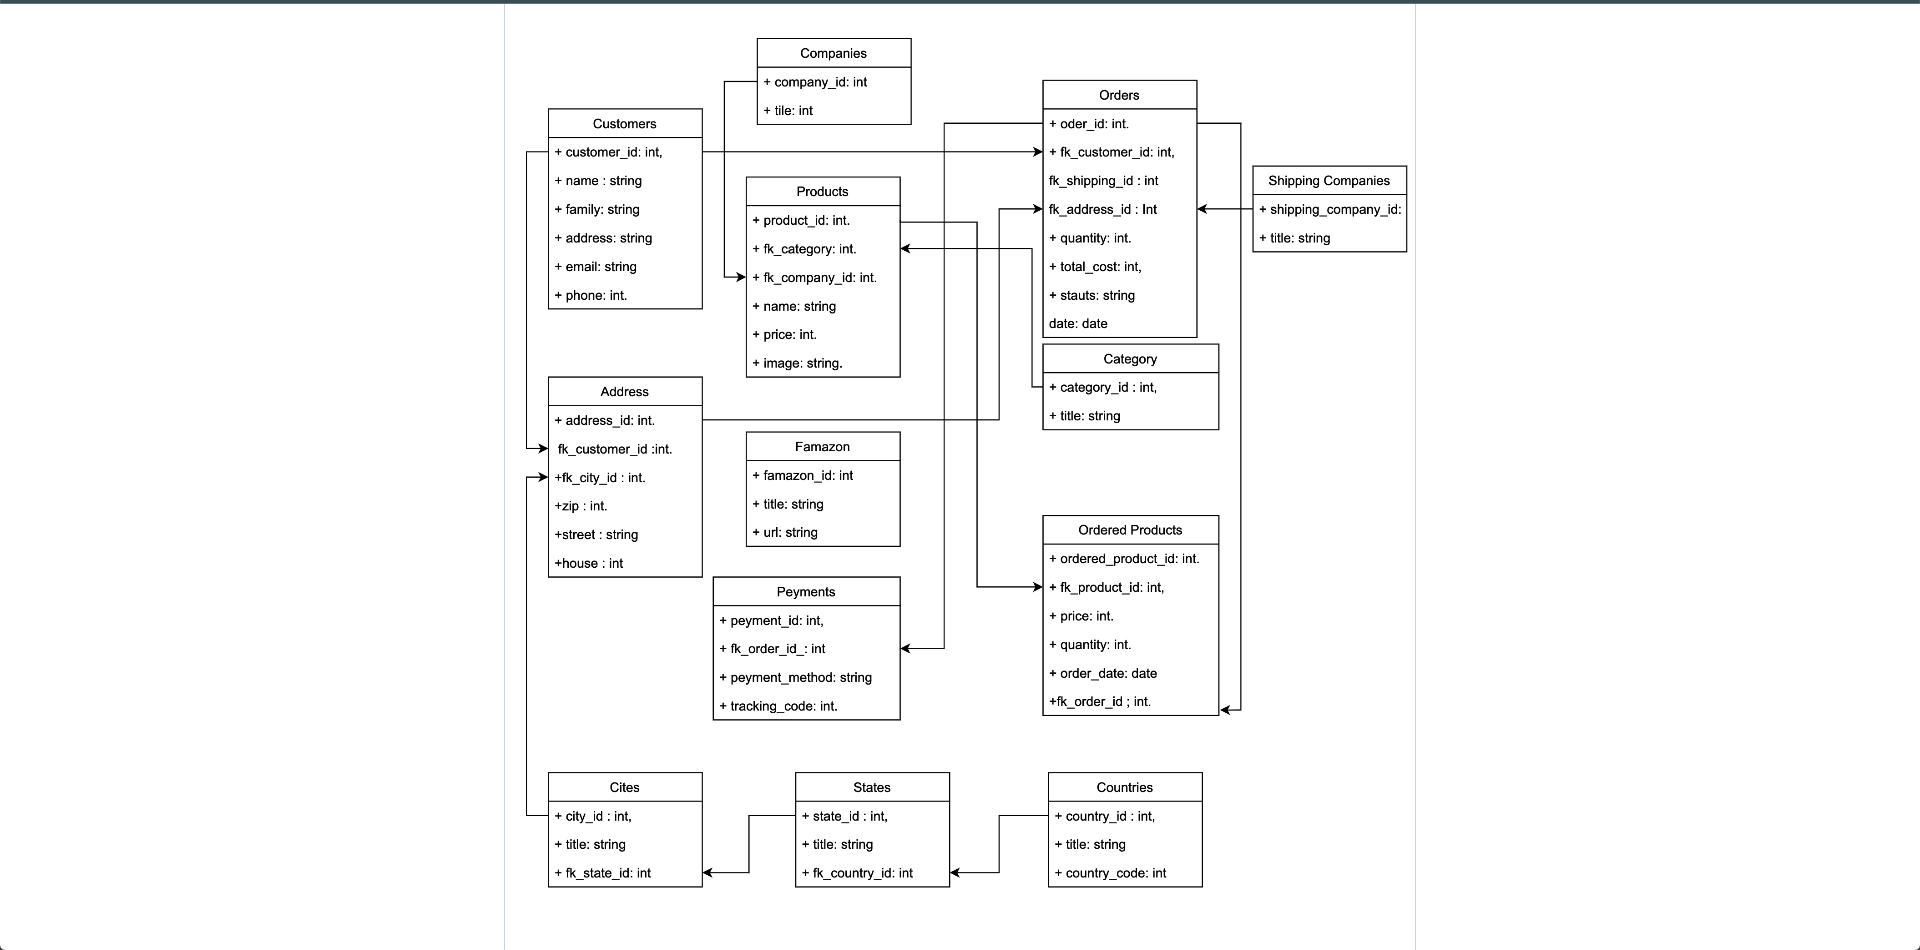 Companies
+ company_id: int
+ tile: int
Customers
+ customer_id: int,
+ name : string
+ family: string
+ address: string
+ email: string
+ phone: int.
Products
+ product_id: int.
+ fk_category: int.
+ fk_company_id: int.
+ name: string
+ price: int.
+ image: string.
Orders
+ oder_id: int.
+ fk_customer_id: int,
fk_shipping_id : int
fk_address_id : Int
+ quantity: int.
+ total_cost: int,
+ stauts: string
date: date
Shipping Companies
+ shipping_company_id:
+ title: string
Category
+ category_id : int,
+ title: string
Address
+ address_id: int.
fk_customer_id :int.
+fk_city_id : int.
+zip : int.
+street : string
+house : int
Famazon
+ famazon_id: int
+ title: string
+ url: string
Ordered Products
+ ordered_product_id: int.
+ fk_product_id: int,
+ price: int.
+ quantity: int.
+ order_date: date
+fk_order_id ; int.
Peyments
+ peyment_id: int,
+ fk_order_id_: int
+ peyment_method: string
+ tracking_code: int.
Cites
+ city_id : int,
+ title: string
+ fk_state_id: int
States
+ state_id : int,
+ title: string
+ fk_country_id: int
Countries
+ country_id : int,
+ title: string
+ country_code: int